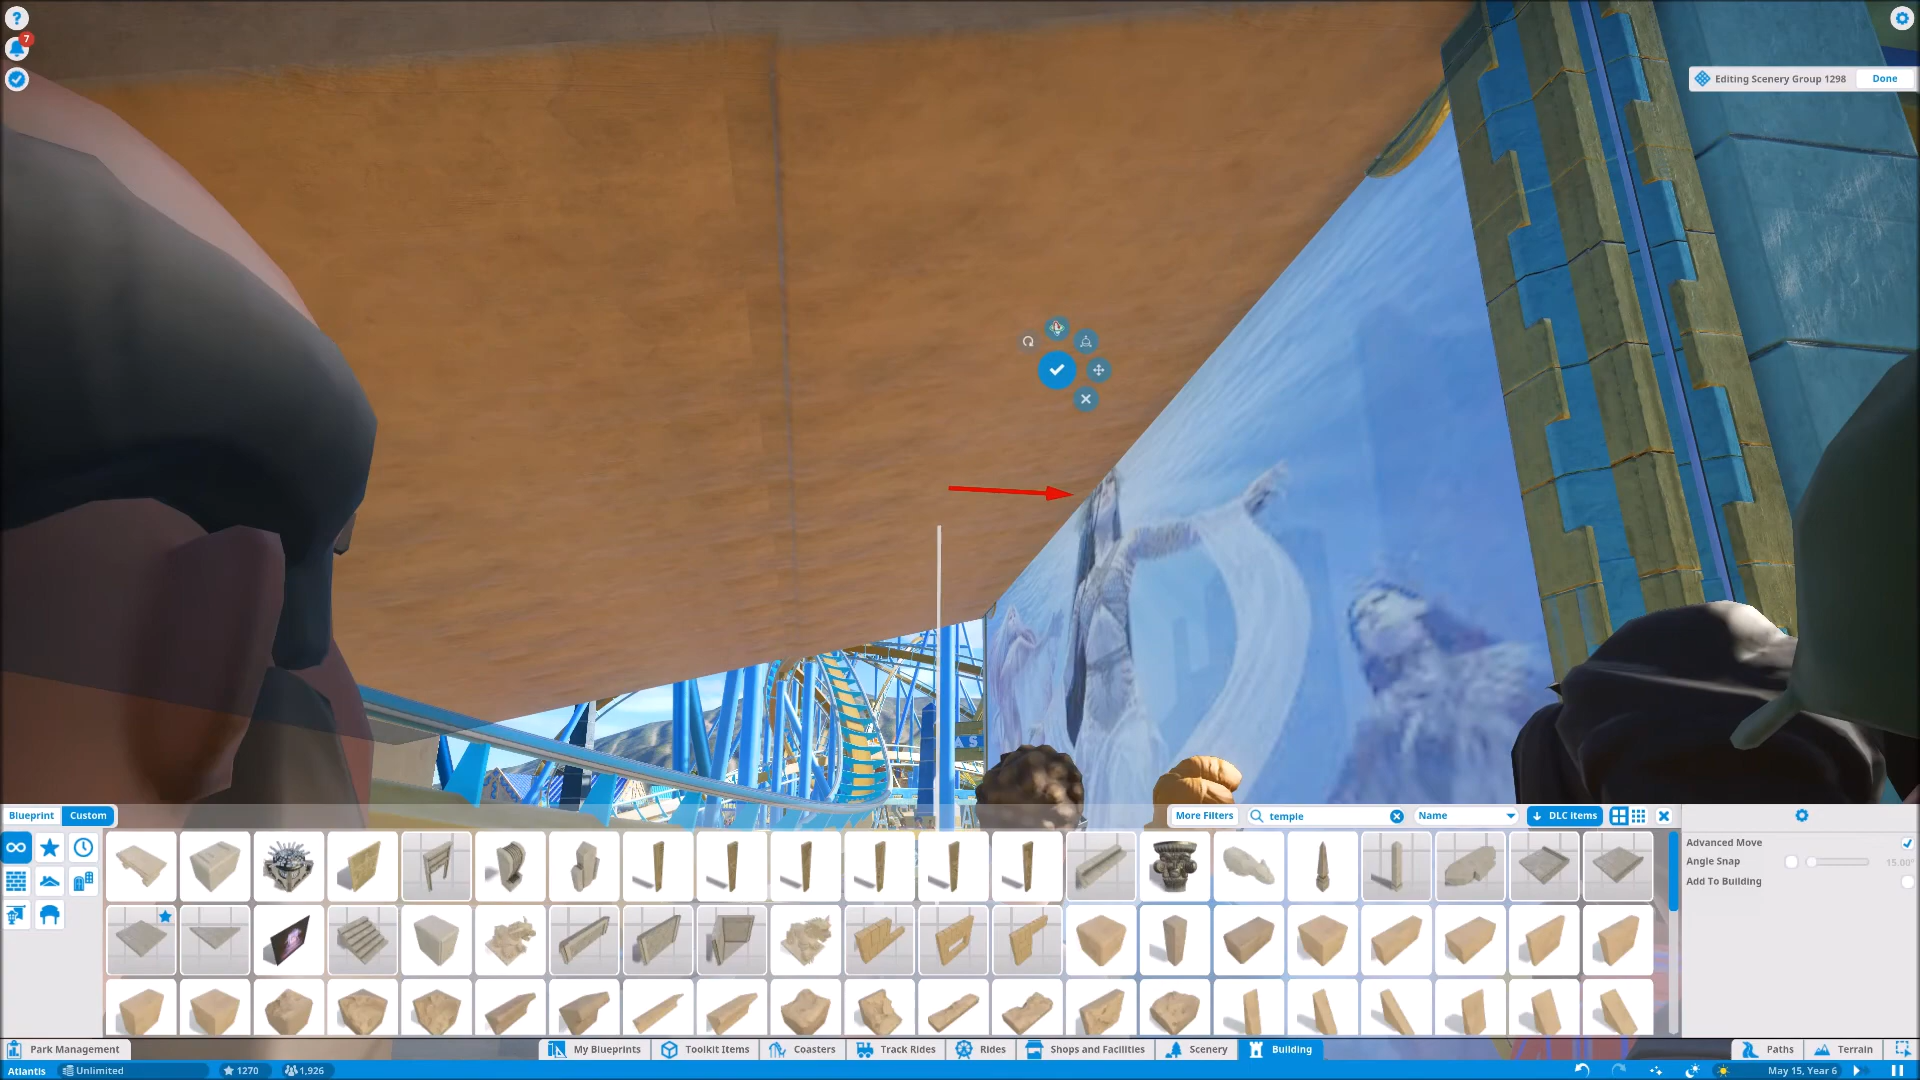 ?
7
Editing Scenery Group 1298
Done
A S
Blueprint
Custom
More Filters
temple
Name
DLC items
Advanced Move
Angle Snap
15.00°
Add To Building
Park Management
My Blueprints
Toolkit Items
Coasters
Track Rides
Rides
Shops and Facilities
Scenery
Building
Paths
Terrain
Atlantis
Unlimited
1270
1,926
May 15, Year 6